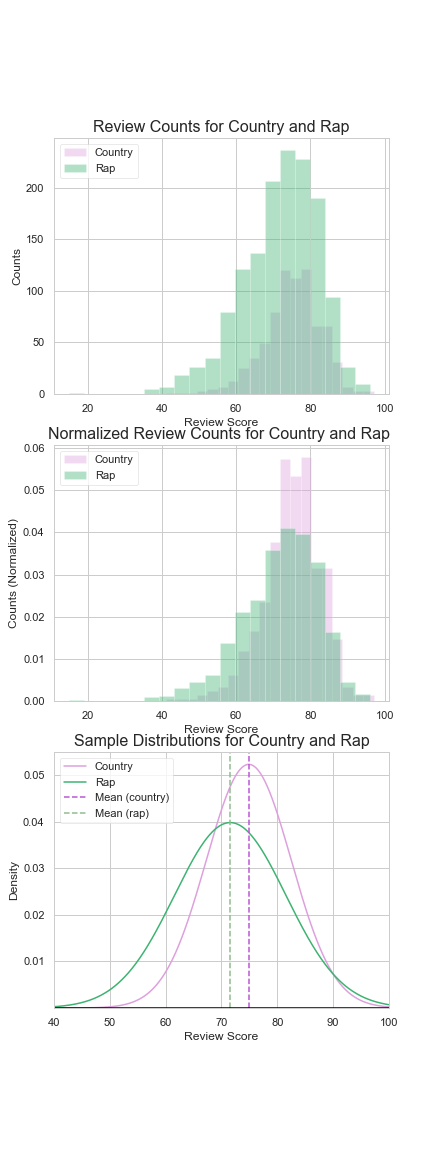 Review Counts for Country and Rap
Country
Rap
200
150
100
50
0
Counts
20 40 60 80 100
Review Score
Normalized Review Counts for Country and Rap
Country
Rap
0.06
0.05
0.04
0.03
0.02
0.01
0.00
Counts (Normalized)
20 40 60 80 100
Review Score
Sample Distributions for Country and Rap
Country
Rap
Mean (country)
Mean (rap)
0.05
0.04
0.03
0.02
0.01
Density
40 50 60 70 80 90 100
Review Score